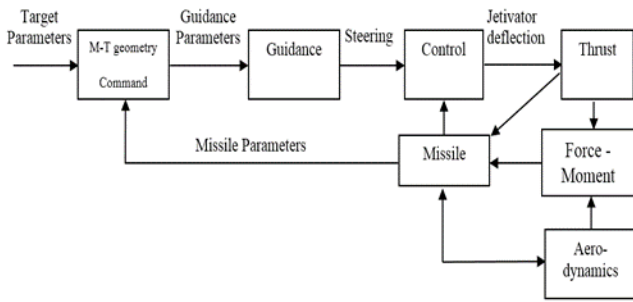 Target
Parameters
M-T geometry
Command
Guidance
Parameters
Guidance
Steering
Control
Jetivator
deflection
Thrust
Missile Parameters
Missile
Force -
Moment
Aero-
dynamics